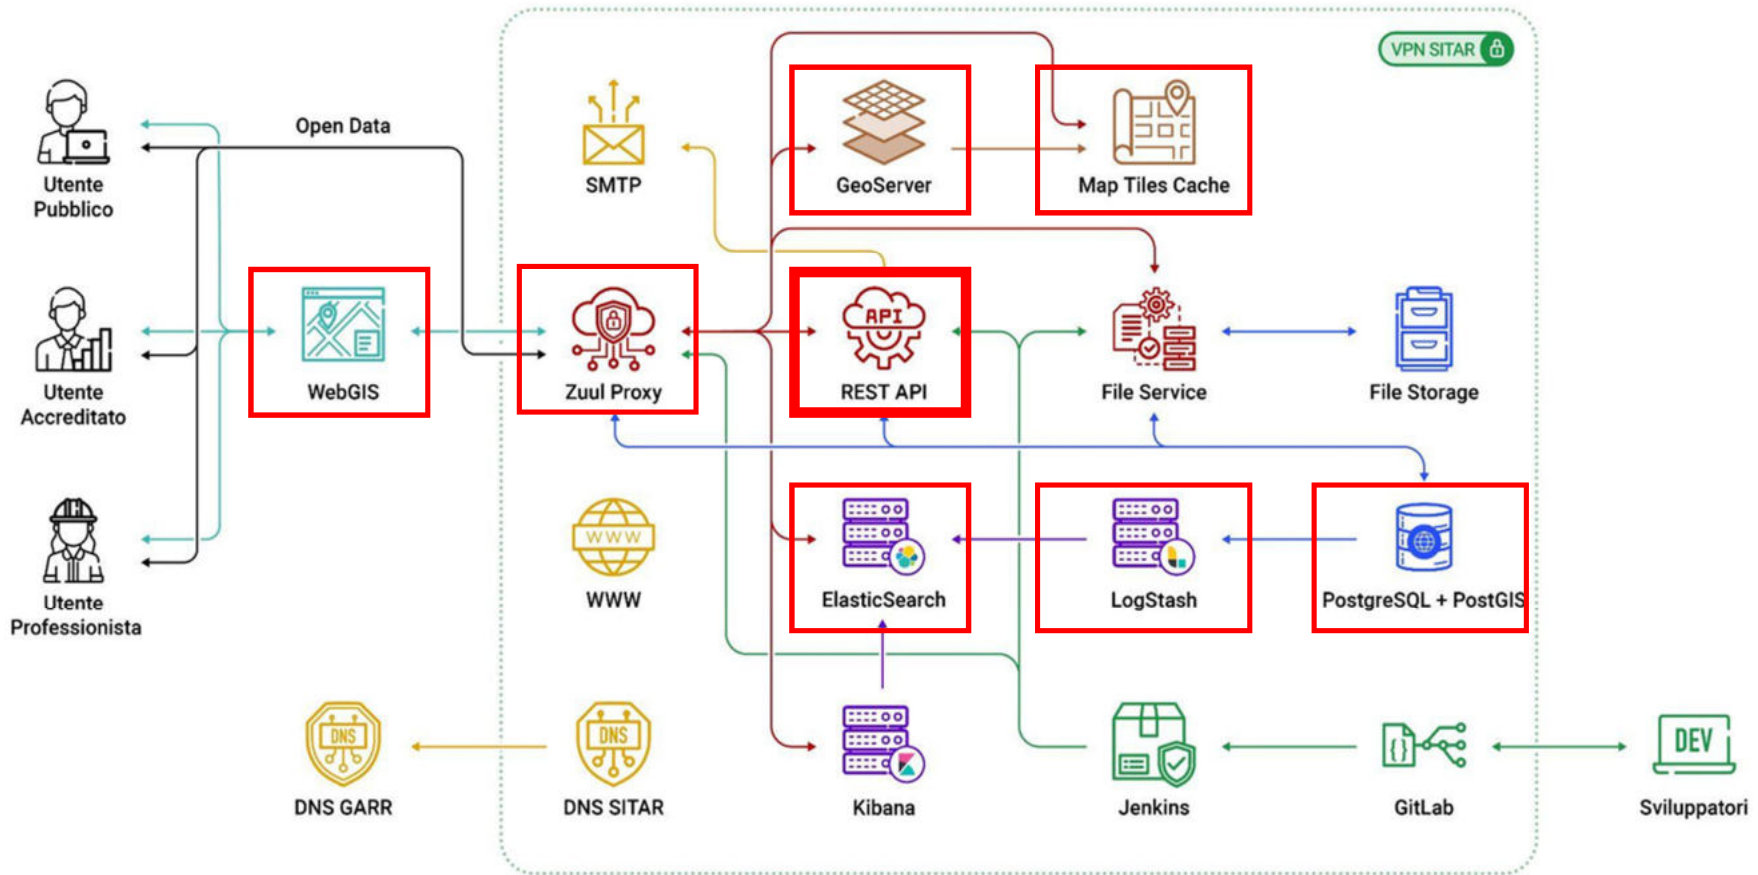 VPN SITAR
Open Data
Utente
Pubblico
SMTP
GeoServer
Map Tiles Cache
Utente
Accreditato
WebGIS
Zuul Proxy
API
REST API
File Service
File Storage
WWW
Utente
Professionista
WWW
ElasticSearch
LogStash
PostgreSQL + PostGIS
DNS
DNS GARR
DNS
DNS SITAR
Kibana
Jenkins
{}
GitLab
DEV
Sviluppatori